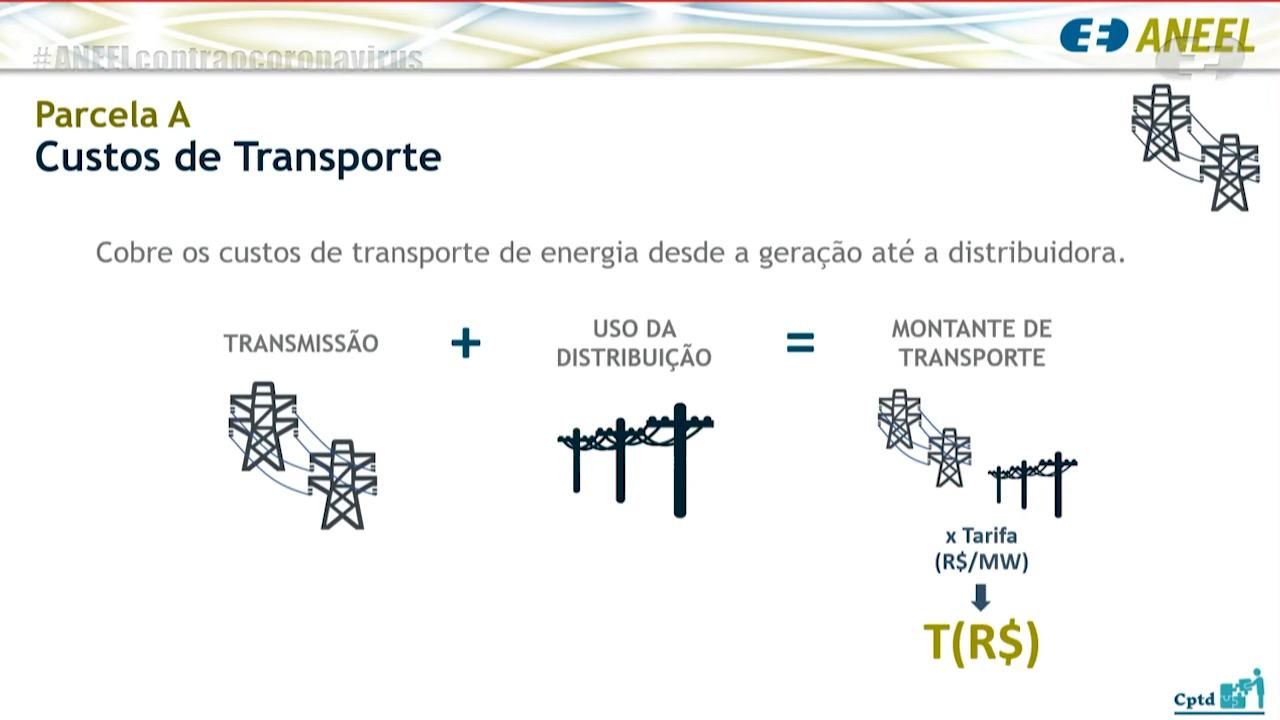 #ANEELcontraocoronavirus
ANEEL
Parcela A
Custos de Transporte
Cobre os custos de transporte de energia desde a geração até a distribuidora.
TRANSMISSÃO
+
USO DA
DISTRIBUIÇÃO
=
MONTANTE DE
TRANSPORTE
x Tarifa
(R$/MW)
T(R$)
Cptd